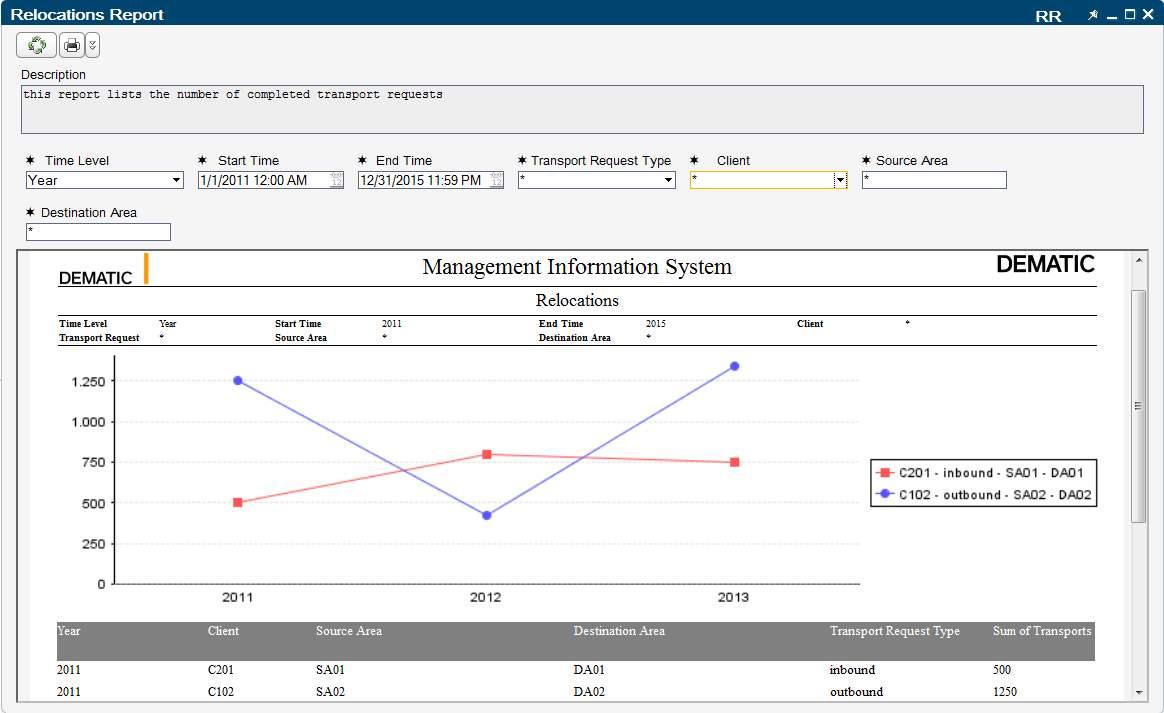 Relocations Report RR
Description
this report lists the number of completed transport requests
Time Level Start Time End Time Transport Request Type Client Source Area
Year 1/1/2011 12:00 AM 12 12/31/2015 11:59 PM 12 * * *
Destination Area
*
DEMATIC Management Information System DEMATIC
Relocations
Time Level Year Start Time 2011 End Time 2015 Client *
Transport Request * Source Area * Destination Area *
1.250
1.000
750
500
250
0
2011 2012 2013
C201 - inbound - SA01 - DA01
C102 - outbound - SA02 - DA02
Year Client Source Area Destination Area Transport Request Type Sum of Transports
2011 C201 SA01 DA01 inbound 500
2011 C102 SA02 DA02 outbound 1250